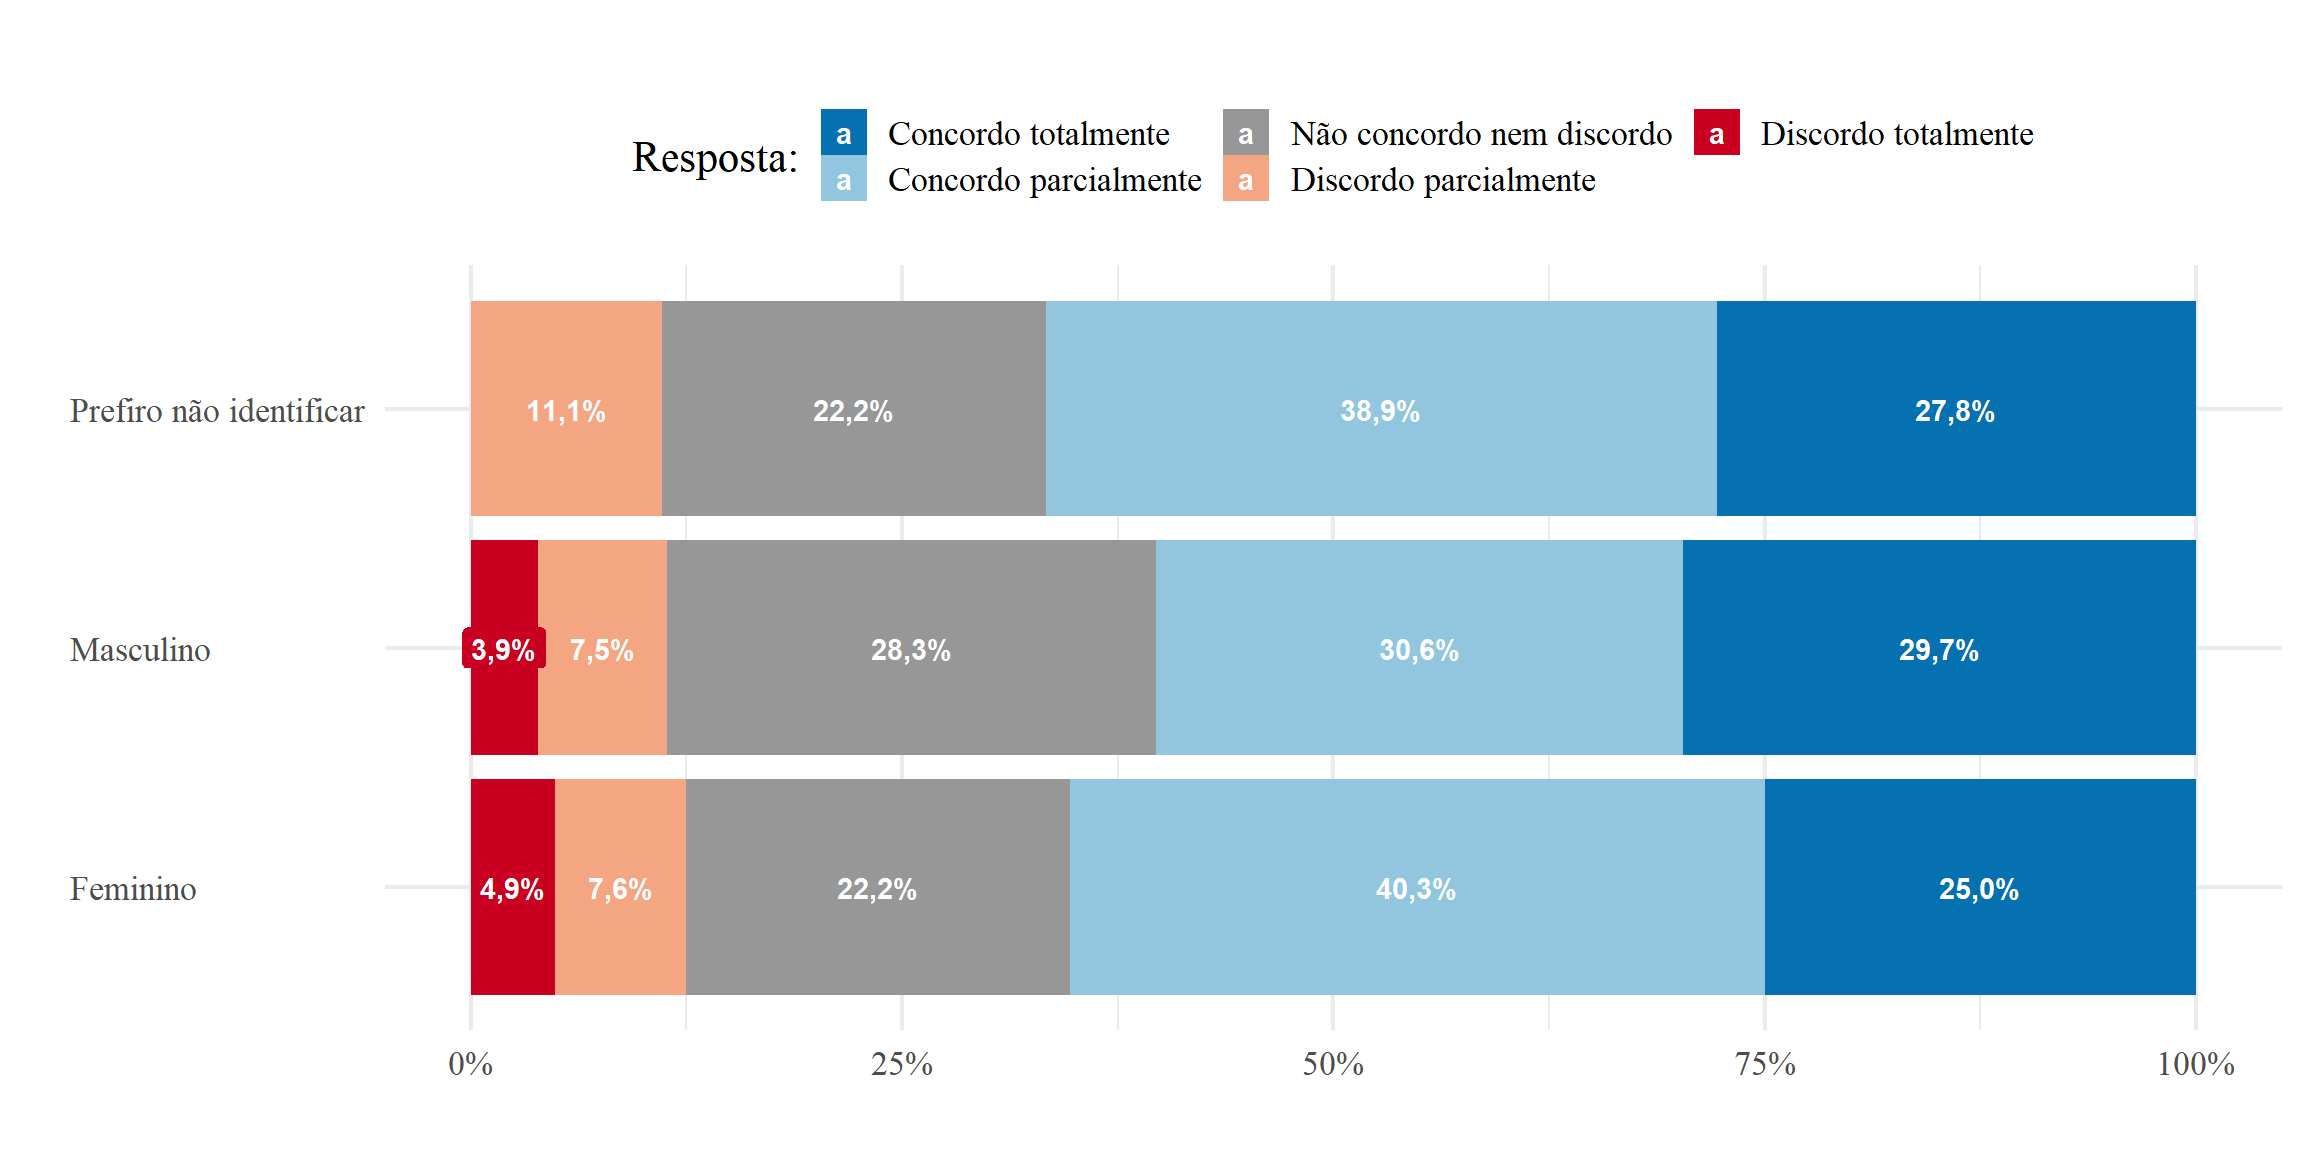 Resposta:
a Concordo totalmente
a Concordo parcialmente
a Não concordo nem discordo
a Discordo parcialmente
a Discordo totalmente
Prefiro não identificar
11,1% 22,2% 38,9% 27,8%
Masculino
3,9% 7,5% 28,3% 30,6% 29,7%
Feminino
4,9% 7,6% 22,2% 40,3% 25,0%
0% 25% 50% 75% 100%